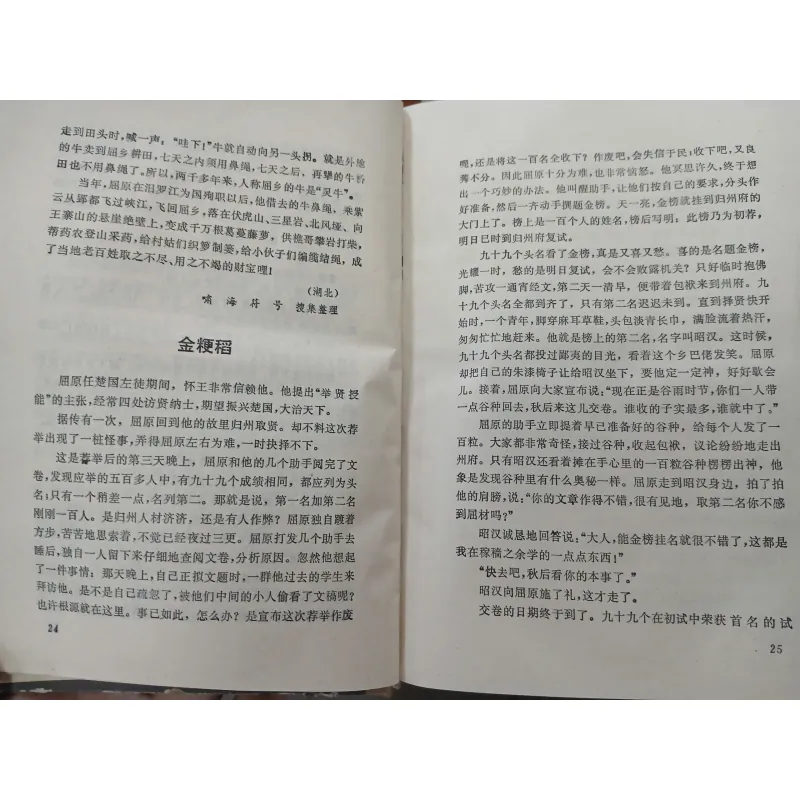 走到田头时，喊一声：“哇下！”牛就自动向另一头拐。就是外地
的牛卖到屈乡耕田，七天之内须用鼻绳，七天之后，再犟的牛析
田也不用鼻绳了。所以，两千多年来，人称屈乡的牛是“灵牛”。
当年，屈原在汨罗江为国殉职以后，他借去的牛鼻绳，乘紫
云从郢都飞过峡江，飞回屈乡，落在伏虎山、三星岩、北风垭、向
王寨山的悬崖绝壁上，变成千万根葛蔓藤萝，供樵哥攀岩打柴，
帮药农登山采药，给村姑们织箩制篓，给小伙子们编缆结绳，成
了当地老百姓取之不尽、用之不竭的财宝哩！
（湖北）
啸海 符号 搜集整理
金粳稻
屈原任楚国左徒期间，怀王非常信赖他。他提出“举贤授
能”的主张，经常四处访贤纳士，期望振兴楚国，大治天下。
据传有一次，屈原回到他的故里归州取贤。却不料这次荐
举出现了一桩怪事，弄得屈原左右为难，一时抉择不下。
这是荐举后的第三天晚上，屈原和他的几个助手阅完了文
卷，发现应举的五百多人中，有九十九个成绩相同，都应列为头
名；只有一个稍差一点，名列第二。那就是说，第一名加第二名
刚刚一百人。是归州人材济济，还是有人作弊？屈原独自踱着
方步，苦苦地思索着，不觉已经夜过三更。屈原打发几个助手去
睡后，独自一人留下来仔细地查阅文卷，分析原因。忽然他想起
了一件事情：那天晚上，自己正拟文题时，一群他过去的学生来
拜访他。是不是自己疏忽了，被他们中间的小人偷看了文稿呢？
也许根源就在这里。事已如此，怎么办？是宣布这次荐举作废
24
呢，还是将这一百名全收下？作废吧，会失信于民；收下吧，又良
莠不分。因此屈原十分为难，也非常愤怒。他冥思许久，终于想
出一个巧妙的办法。他叫醒助手，让他们按自己的要求，分头作
好准备，然后一齐动手撰题金榜。天一亮，金榜就挂到归州府的
大门上了。榜上是一百个人的姓名，榜后写明：此榜乃为初荐，
明日巳时到归州府复试。
九十九个头名看了金榜，真是又喜又愁。喜的是名题金榜，
光耀一时，愁的是明日复试，会不会败露机关？只好临时抱佛
脚，苦攻一通宵经文，第二天一清早，便带着包袱来到州府。九
十九个头名全都到齐了，只有第二名迟迟未到。直到择贤快开
始时，一个青年，脚穿麻耳草鞋，头包淡青长巾，满脸流着热汗，
匆匆忙忙地赶来。他就是榜上的第二名，名字叫昭汉。这时候，
九十九个头名都投过鄙夷的目光，看着这个乡巴佬发笑。屈原
却把自己的朱漆椅子让给昭汉坐下，要他定一定神，好好歇会
儿。接着，屈原向大家宣布说：“现在正是谷雨时节，你们一人带
一点谷种回去，秋后来这儿交卷。谁收的子实最多，谁就中了。”
屈原的助手立即提着早已准备好的谷种，给每个人发了一
百粒。大家都非常奇怪，接过谷种，收起包袱，议论纷纷地走出
州府。只有昭汉还看着摊在手心里的一百粒谷种楞楞出神，他
象是发现谷种里有什么奥秘一样。屈原走到昭汉身边，拍了拍
他的肩膀，说：“你的文章作得不错，很有见地，取第二名你不感
到屈材吗？”
昭汉诚恳地回答说：“大人，能金榜挂名就很不错了，这都是
我在稼穑之余学的一点点东西！”
“快去吧，秋后看你的本事了。”
昭汉向屈原施了礼，这才走了。
交卷的日期终于到了。九十九个在初试中荣获首名的试
25